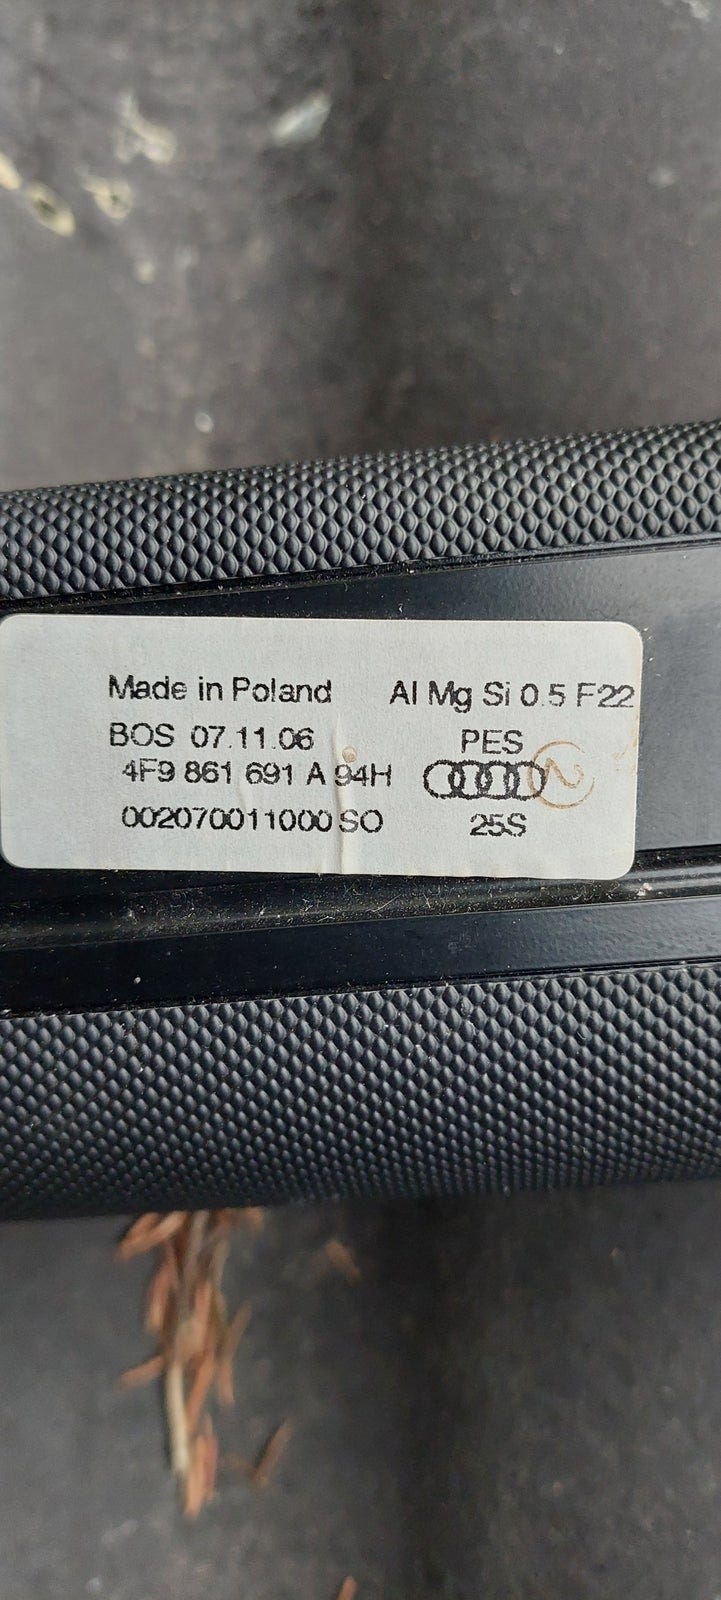 Made in Poland Al Mg Si 0.5 F22
BOS 07.11.06 PES
4F9 861 691 A 94H
002070011000 SO 25S
2